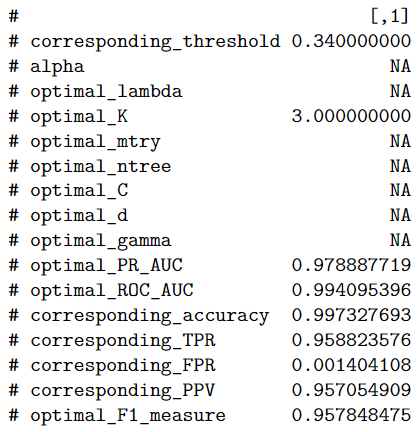 # [,1]
# corresponding_threshold 0.340000000
# alpha NA
# optimal_lambda NA
# optimal_K 3.000000000
# optimal_mtry NA
# optimal_ntree NA
# optimal_C NA
# optimal_d NA
# optimal_gamma NA
# optimal_PR_AUC 0.978887719
# optimal_ROC_AUC 0.994095396
# corresponding_accuracy 0.997327693
# corresponding_TPR 0.958823576
# corresponding_FPR 0.001404108
# corresponding_PPV 0.957054909
# optimal_F1_measure 0.957848475